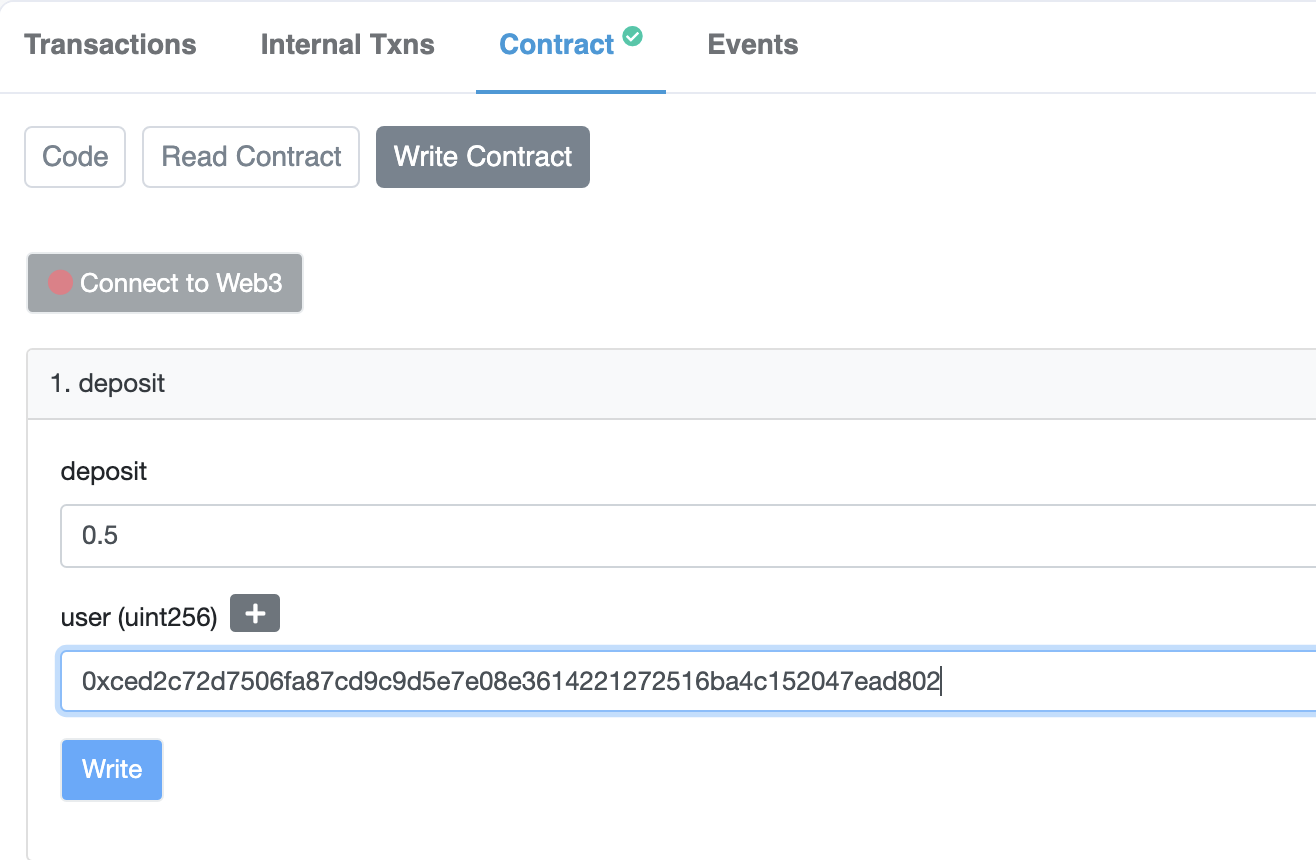 Transactions Internal Txns Contract Events
Code Read Contract Write Contract
Connect to Web3
1. deposit
deposit
0.5
user (uint256) +
0xced2c72d7506fa87cd9c9d5e7e08e3614221272516ba4c152047ead802
Write